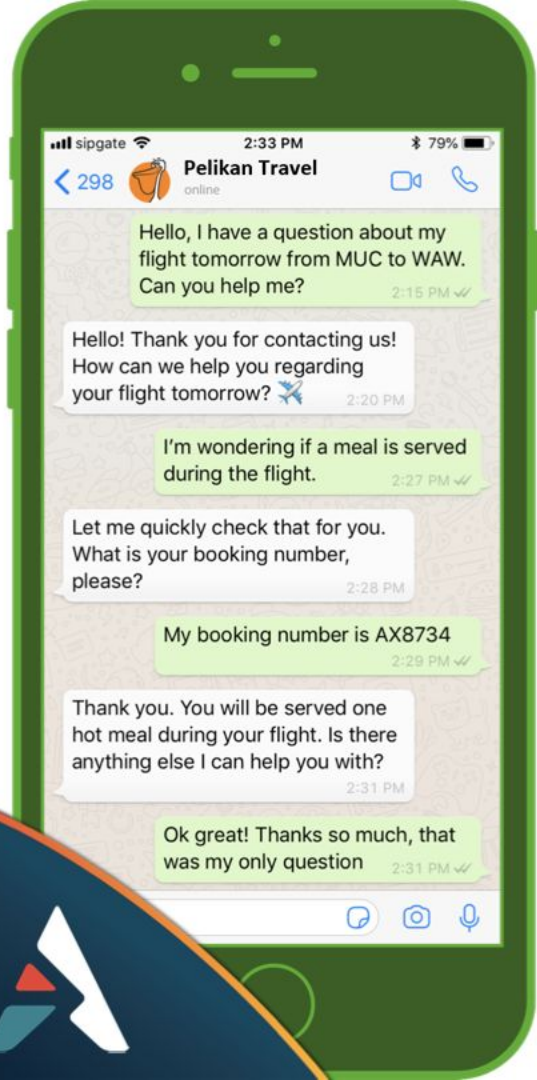 sipgate 2:33 PM 79%
298 Pelikan Travel
online
Hello, I have a question about my
flight tomorrow from MUC to WAW.
Can you help me? 2:15 PM
Hello! Thank you for contacting us!
How can we help you regarding
your flight tomorrow? ✈️ 2:20 PM
I’m wondering if a meal is served
during the flight. 2:27 PM
Let me quickly check that for you.
What is your booking number,
please? 2:28 PM
My booking number is AX8734
2:29 PM
Thank you. You will be served one
hot meal during your flight. Is there
anything else I can help you with?
2:31 PM
Ok great! Thanks so much, that
was my only question 2:31 PM